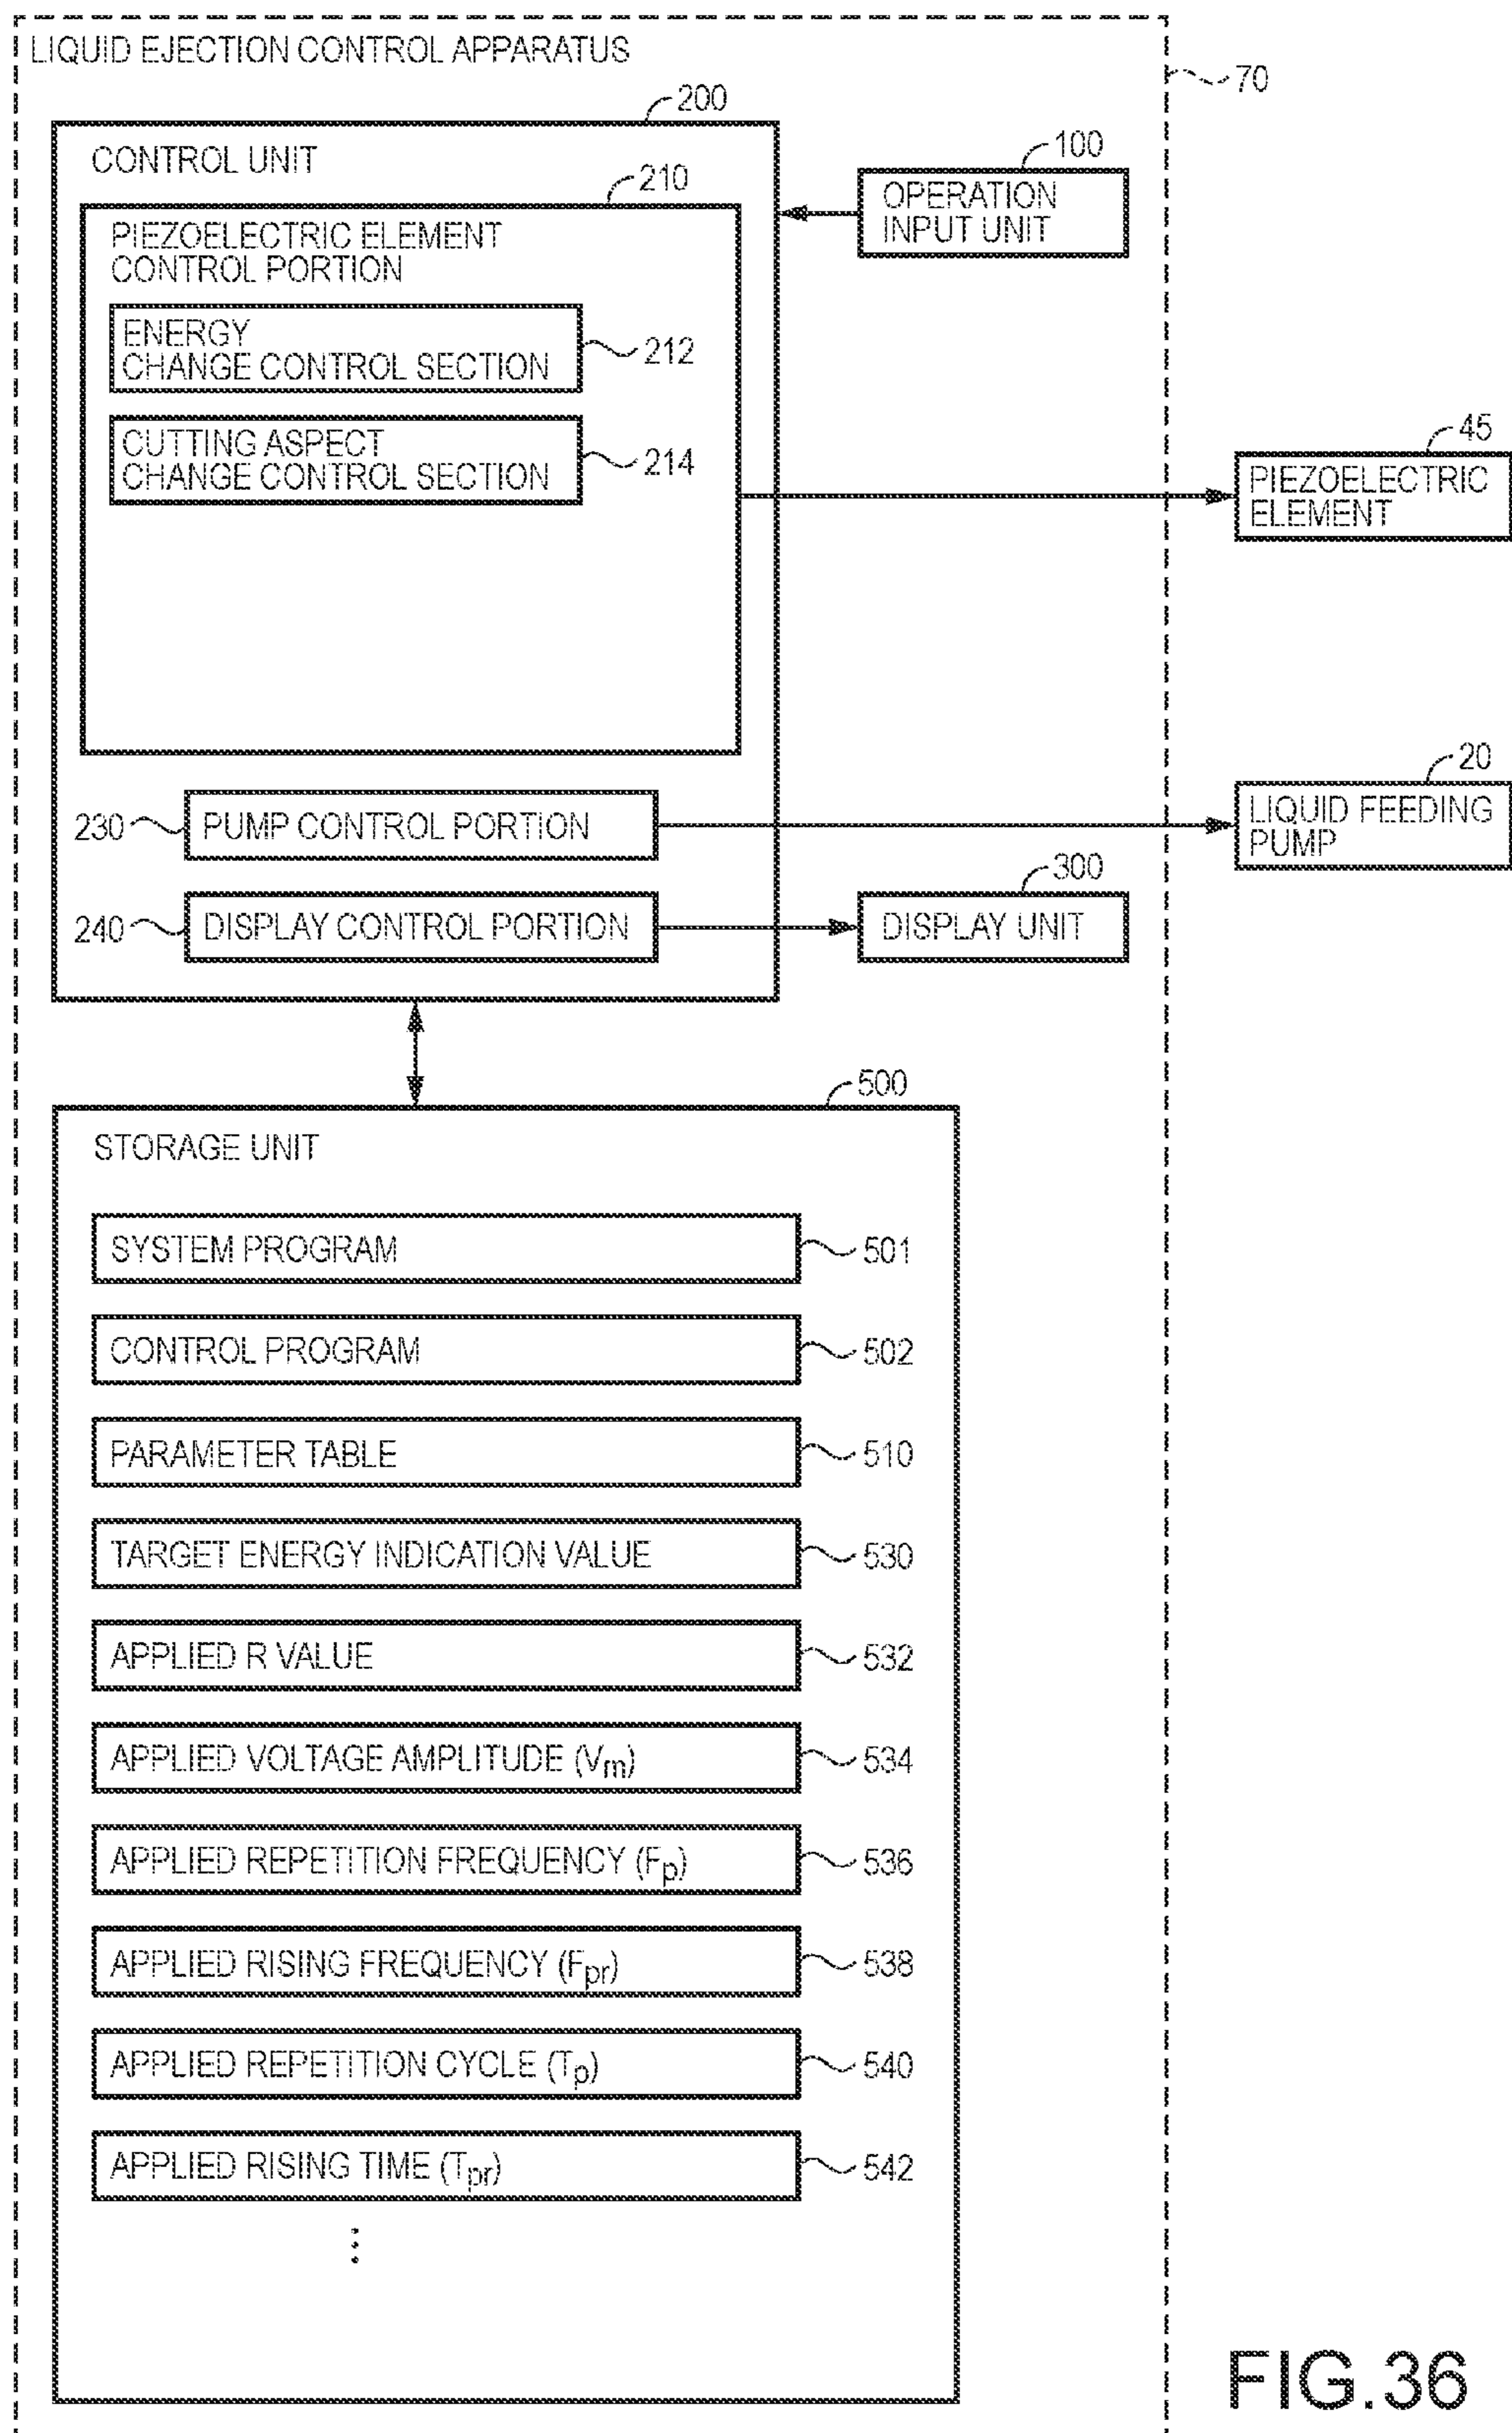 LIQUID EJECTION CONTROL APPARATUS
70
200
CONTROL UNIT
100
OPERATION
INPUT UNIT
210
PIEZOELECTRIC ELEMENT
CONTROL PORTION
ENERGY
CHANGE CONTROL SECTION
212
CUTTING ASPECT
CHANGE CONTROL SECTION
214
45
PIEZOELECTRIC
ELEMENT
20
LIQUID FEEDING
PUMP
230
PUMP CONTROL PORTION
300
240
DISPLAY CONTROL PORTION
DISPLAY UNIT
500
STORAGE UNIT
SYSTEM PROGRAM
501
CONTROL PROGRAM
502
PARAMETER TABLE
510
TARGET ENERGY INDICATION VALUE
530
APPLIED R VALUE
532
APPLIED VOLTAGE AMPLITUDE (Vm)
534
APPLIED REPETITION FREQUENCY (Fp)
536
APPLIED RISING FREQUENCY (Fpr)
538
APPLIED REPETITION CYCLE (Tp)
540
APPLIED RISING TIME (Tpr)
542
FIG.36